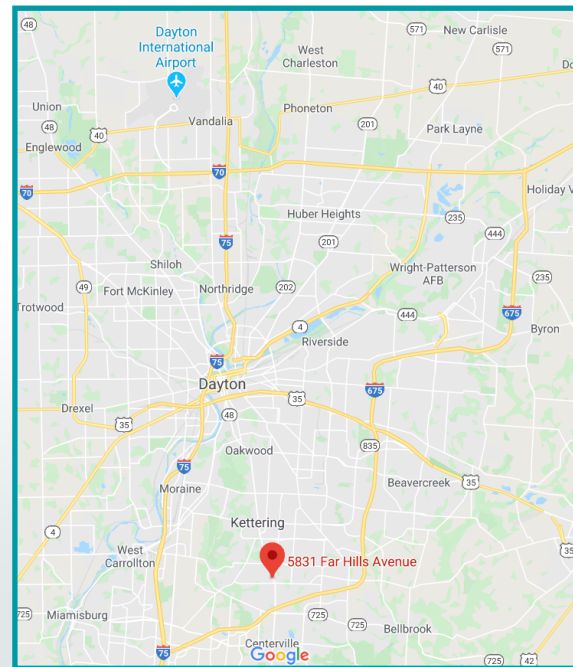 48
571
New Carlisle
Dayton
International
Airport
West
Charleston
571
40
Union
Phoneton
48
Vandalia
201
Park Layne
40
Englewood
70
70
Holiday V
Huber Heights
235
75
201
444
Shiloh
Wright-Patterson
AFB
235
49
Fort McKinley
Northridge
202
Trotwood
444
675
4
Byron
Riverside
75
Dayton
675
Drexel
48
35
35
835
Oakwood
75
Beavercreek
35
Moraine
Kettering
4
West
Carrollton
35
5831 Far Hills Avenue
725
Miamisburg
725
725
Bellbrook
Centerville
75
Google
725
42